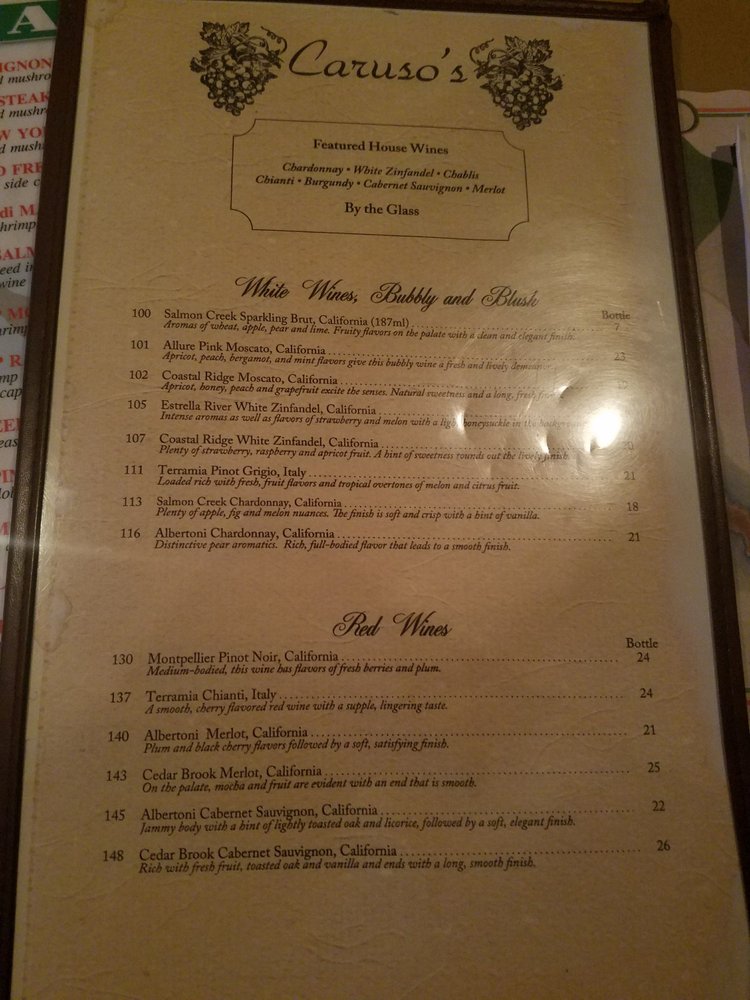 Caruso's
Featured House Wines
Chardonnay • White Zinfandel • Chablis
Chianti • Burgundy • Cabernet Sauvignon • Merlot
By the Glass
White Wines, Bubbly and Blush
Bottle
100 Salmon Creek Sparkling Brut, California (187ml) 7
Aromas of wheat, apple, pear and lime. Fruity flavors on the palate with a clean and elegant finish.
101 Allure Pink Moscato, California 23
Apricot, peach, bergamot, and mint flavors give this bubbly wine a fresh and lively demeanor.
102 Coastal Ridge Moscato, California
Apricot, honey, peach and grapefruit excite the senses. Natural sweetness and a long, fresh
105 Estrella River White Zinfandel, California
Intense aromas as well as flavors of strawberry and melon with a light honeysuckle in the background
107 Coastal Ridge White Zinfandel, California 20
Plenty of strawberry, raspberry and apricot fruit. A hint of sweetness rounds out the lively finish.
111 Terramia Pinot Grigio, Italy 21
Loaded rich with fresh, fruit flavors and tropical overtones of melon and citrus fruit.
113 Salmon Creek Chardonnay, California 18
Plenty of apple, fig and melon nuances. The finish is soft and crisp with a hint of vanilla.
116 Albertoni Chardonnay, California 21
Distinctive pear aromatics. Rich, full-bodied flavor that leads to a smooth finish.
Red Wines
Bottle
130 Montpellier Pinot Noir, California 24
Medium-bodied, this wine has flavors of fresh berries and plum.
137 Terramia Chianti, Italy 24
A smooth, cherry flavored red wine with a supple, lingering taste.
140 Albertoni Merlot, California 21
Plum and black cherry flavors followed by a soft, satisfying finish.
143 Cedar Brook Merlot, California 25
On the palate, mocha and fruit are evident with an end that is smooth.
145 Albertoni Cabernet Sauvignon, California 22
Jammy body with a hint of lightly toasted oak and licorice, followed by a soft, elegant finish.
148 Cedar Brook Cabernet Sauvignon, California 26
Rich with fresh fruit, toasted oak and vanilla and ends with a long, smooth finish.